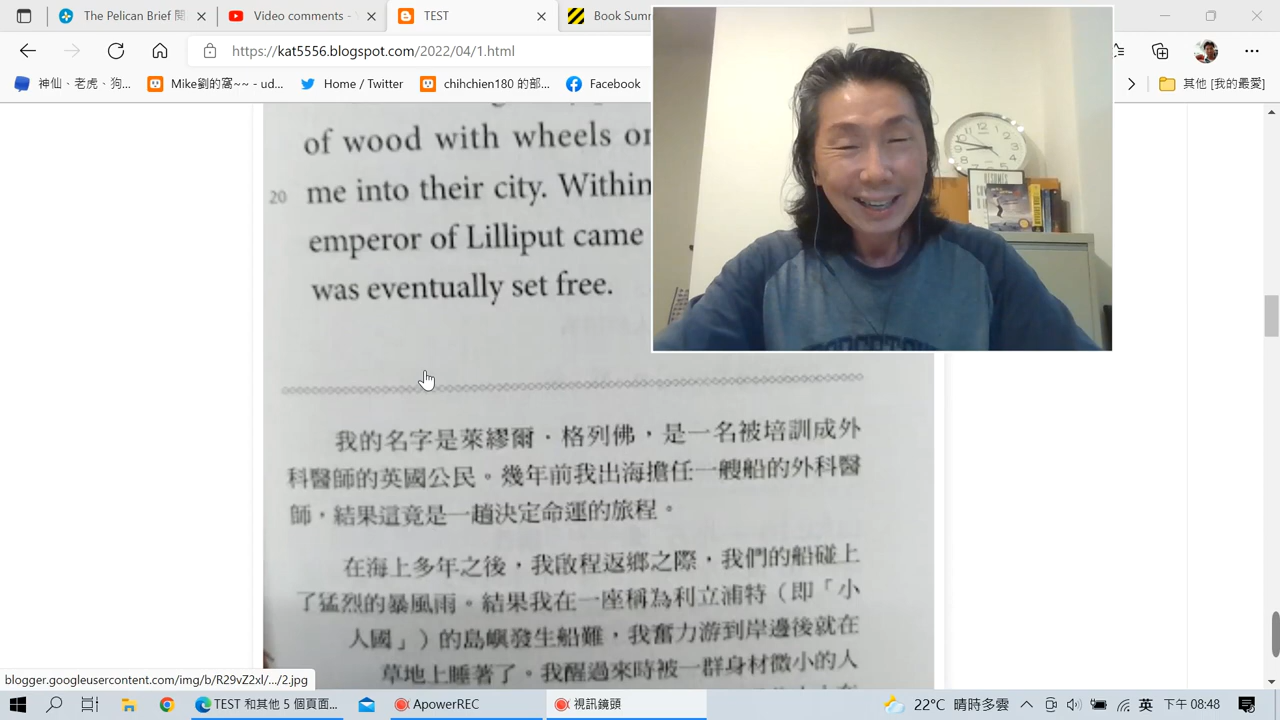 The Pelican Brief 閱
Video comments - Y
TEST
Book Summ
https://kat5556.blogspot.com/2022/04/1.html
神仙、老虎、狗...
Mike劉的窩~~ - ud...
Home / Twitter
chihchien180 的部...
Facebook
其他 [我的最愛]
of wood with wheels on
20 me into their city. Within
emperor of Lilliput came
was eventually set free.
我的名字是萊繆爾·格列佛，是一名被培訓成外
科醫師的英國公民。幾年前我出海擔任一艘船的外科醫
師，結果這竟是一趟決定命運的旅程。
在海上多年之後，我啟程返鄉之際，我們的船碰上
了猛烈的暴風雨。結果我在一座稱為利立浦特（即「小
人國」）的島嶼發生船難，我奮力游到岸邊後就在
草地上睡著了。我醒過來時被一群身材微小的人
blogger.googleusercontent.com/img/b/R29vZ2xl/.../2.jpg
TEST 和其他 5 個頁面...
ApowerREC
視訊鏡頭
22°C 晴時多雲
英
下午 08:48